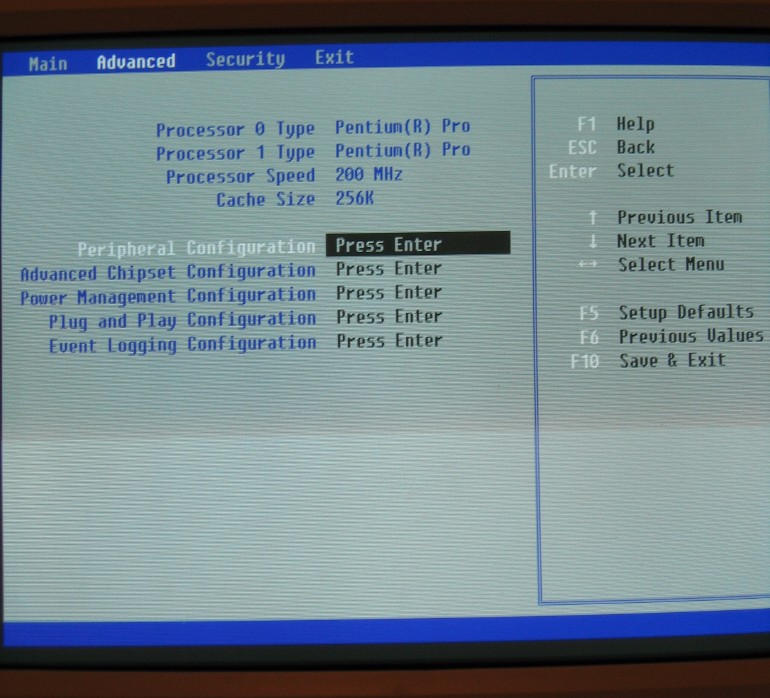 Main Advanced Security Exit
Processor 0 Type Pentium(R) Pro
Processor 1 Type Pentium(R) Pro
Processor Speed 200 MHz
Cache Size 256K
Peripheral Configuration Press Enter
Advanced Chipset Configuration Press Enter
Power Management Configuration Press Enter
Plug and Play Configuration Press Enter
Event Logging Configuration Press Enter
F1 Help
ESC Back
Enter Select
↑ Previous Item
↓ Next Item
↔ Select Menu
F5 Setup Defaults
F6 Previous Values
F10 Save & Exit